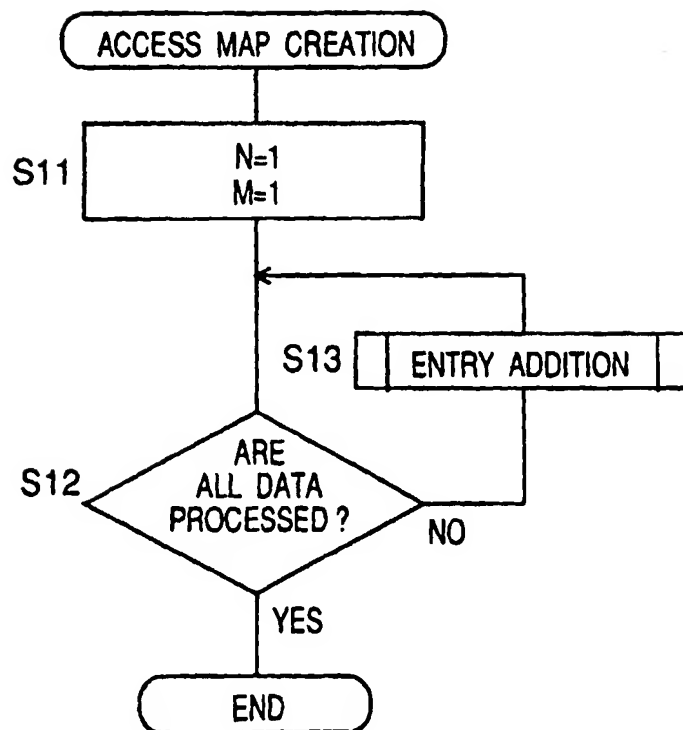 ACCESS MAP CREATION
S11
N=1
M=1
S13
ENTRY ADDITION
S12
ARE
ALL DATA
PROCESSED?
NO
YES
END